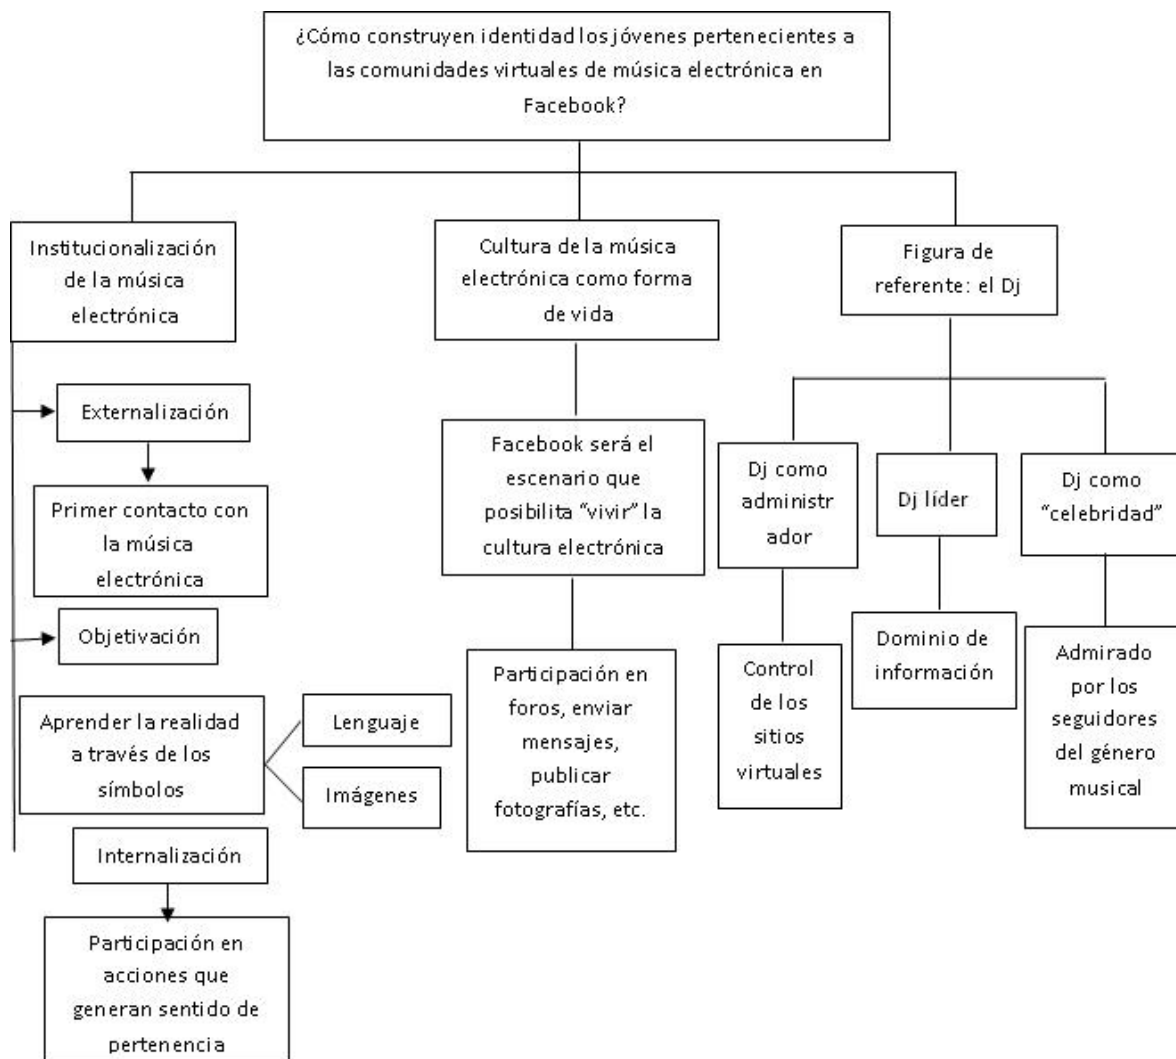 ¿Cómo construyen identidad los jóvenes pertenecientes a
las comunidades virtuales de música electrónica en
Facebook?
Institucionalización
de la música
electrónica
Externalización
Primer contacto con
la música
electrónica
Objetivación
Aprender la realidad
a través de los
símbolos
Lenguaje
Imágenes
Internalización
Participación en
acciones que
generan sentido de
pertenencia
Cultura de la música
electrónica como forma
de vida
Facebook será el
escenario que
posibilita “vivir” la
cultura electrónica
Participación en
foros, enviar
mensajes,
publicar
fotografías, etc.
Figura de
referente: el Dj
Dj como
administr
ador
Control
de los
sitios
virtuales
Dj líder
Dominio de
información
Dj como
“celebridad”
Admirado
por los
seguidores
del género
musical